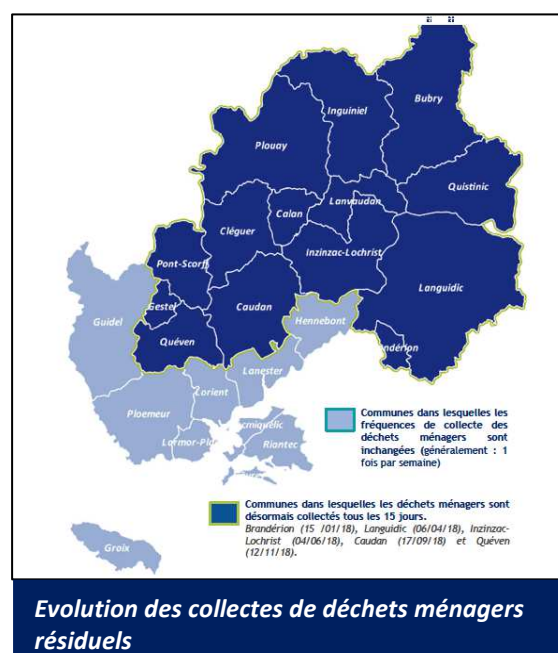 Bubry
Inguiniel
Plouay
Quistinic
Lanvaudan
Calan
Cléguer
Inzinzac-Lochrist
Pont-Scorff
Languidic
Gestel
Caudan
Guidel
Hennebont
Quéven
Lanester
Lorient
Ploemeur
Riantec
Communes dans lesquelles les
fréquences de collecte des
déchets ménagers sont
inchangées (généralement : 1
fois par semaine)
Communes dans lesquelles les déchets ménagers sont
désormais collectés tous les 15 jours.
Brandérion (15 /01/18), Languidic (06/04/18), Inzinzac-
Lochrist (04/06/18), Caudan (17/09/18) et Quéven
(12/11/18).
Groix
Evolution des collectes de déchets ménagers
résiduels